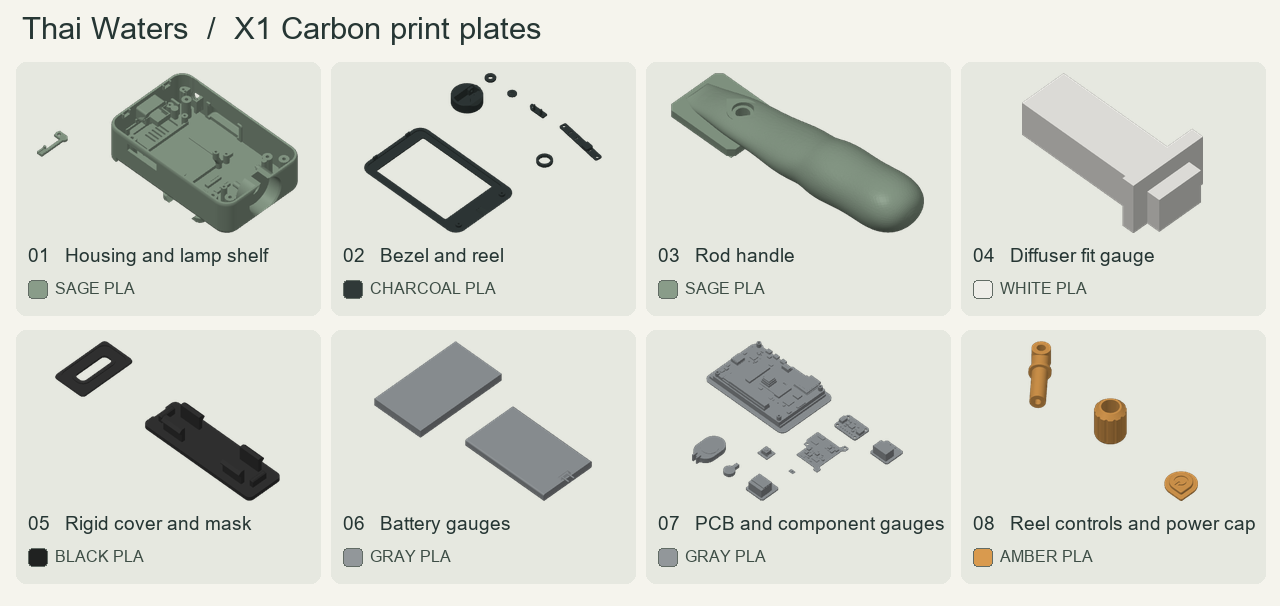 Thai Waters / X1 Carbon print plates
01 Housing and lamp shelf
SAGE PLA
02 Bezel and reel
CHARCOAL PLA
03 Rod handle
SAGE PLA
04 Diffuser fit gauge
WHITE PLA
05 Rigid cover and mask
BLACK PLA
06 Battery gauges
GRAY PLA
07 PCB and component gauges
GRAY PLA
08 Reel controls and power cap
AMBER PLA